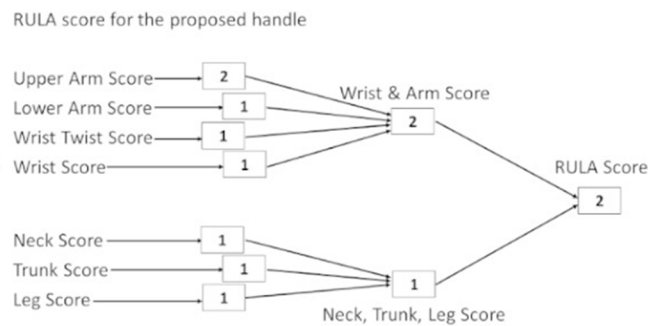 RULA score for the proposed handle
Upper Arm Score 2
Lower Arm Score 1
Wrist Twist Score 1
Wrist Score 1
Wrist & Arm Score
2
RULA Score
2
Neck Score 1
Trunk Score 1
Leg Score 1
1
Neck, Trunk, Leg Score